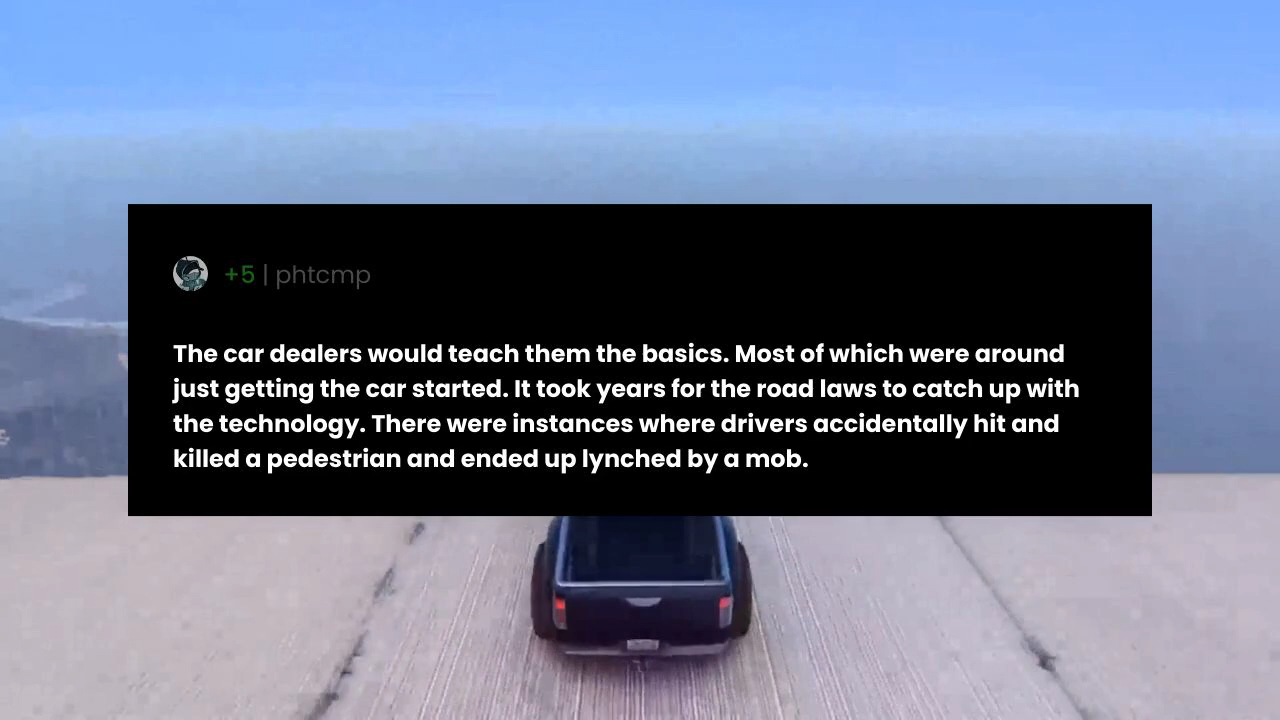 +5 | phtcmp
The car dealers would teach them the basics. Most of which were around
just getting the car started. It took years for the road laws to catch up with
the technology. There were instances where drivers accidentally hit and
killed a pedestrian and ended up lynched by a mob.